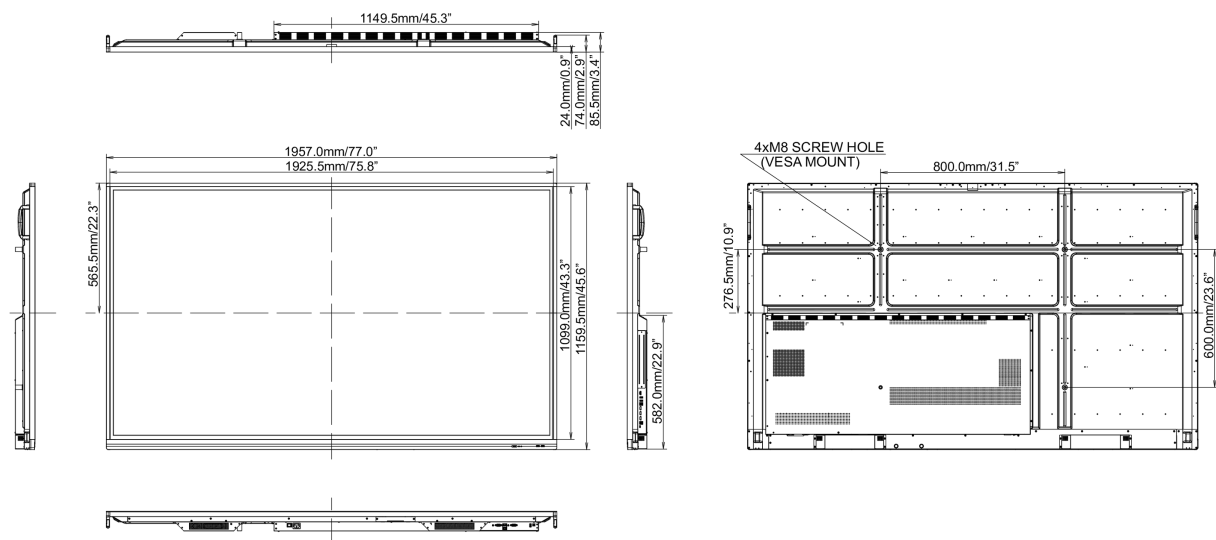 1149.5mm/45.3”
24.0mm/0.9”
74.0mm/2.9”
85.5mm/3.4”
1957.0mm/77.0”
1925.5mm/75.8”
565.5mm/22.3”
1099.0mm/43.3”
1159.5mm/45.6”
582.0mm/22.9”
4xM8 SCREW HOLE
(VESA MOUNT)
800.0mm/31.5”
276.5mm/10.9”
600.0mm/23.6”